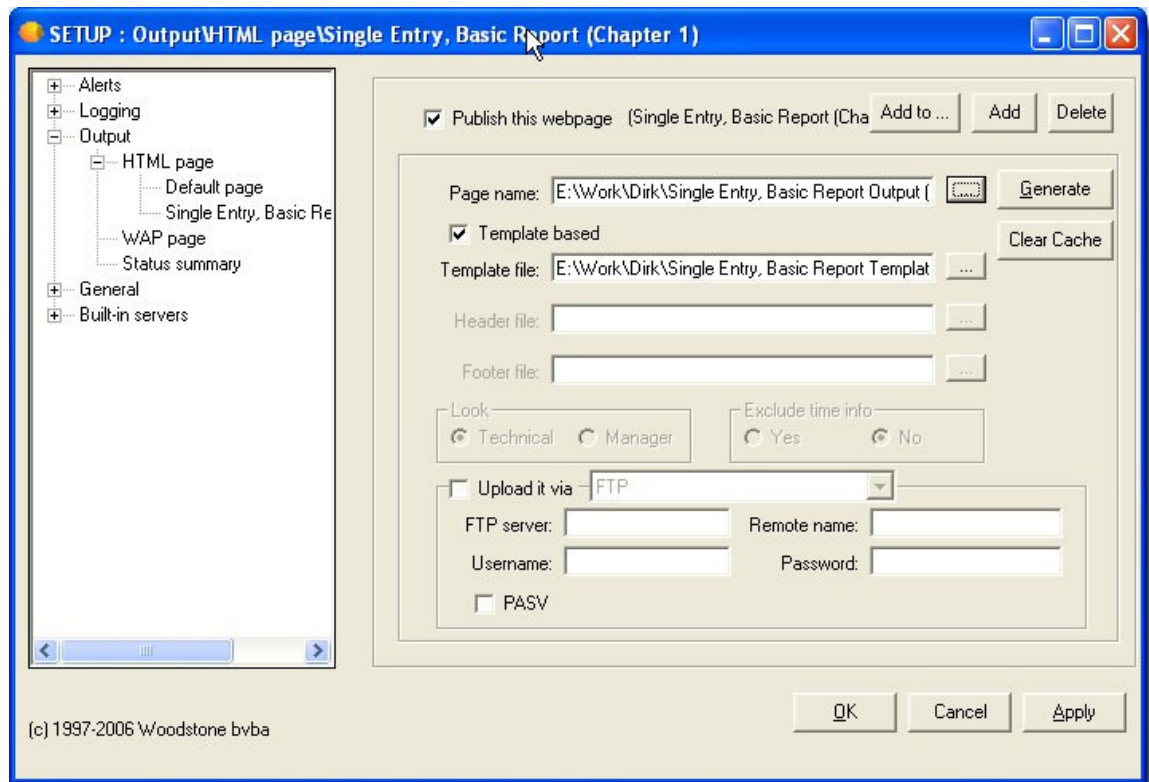 SETUP : Output\HTML page\Single Entry, Basic Report (Chapter 1)
Alerts
Logging
Output
HTML page
Default page
Single Entry, Basic Re
WAP page
Status summary
General
Built-in servers
Publish this webpage (Single Entry, Basic Report (Cha
Add to ...
Add
Delete
Page name: E:\Work\Dirk\Single Entry, Basic Report Output (
....
Generate
Template based
Clear Cache
Template file: E:\Work\Dirk\Single Entry, Basic Report Templat
...
Header file:
...
Footer file:
...
Look
Technical
Manager
Exclude time info
Yes
No
Upload it via
FTP
FTP server:
Remote name:
Username:
Password:
PASV
OK
Cancel
Apply
(c) 1997-2006 Woodstone bvba